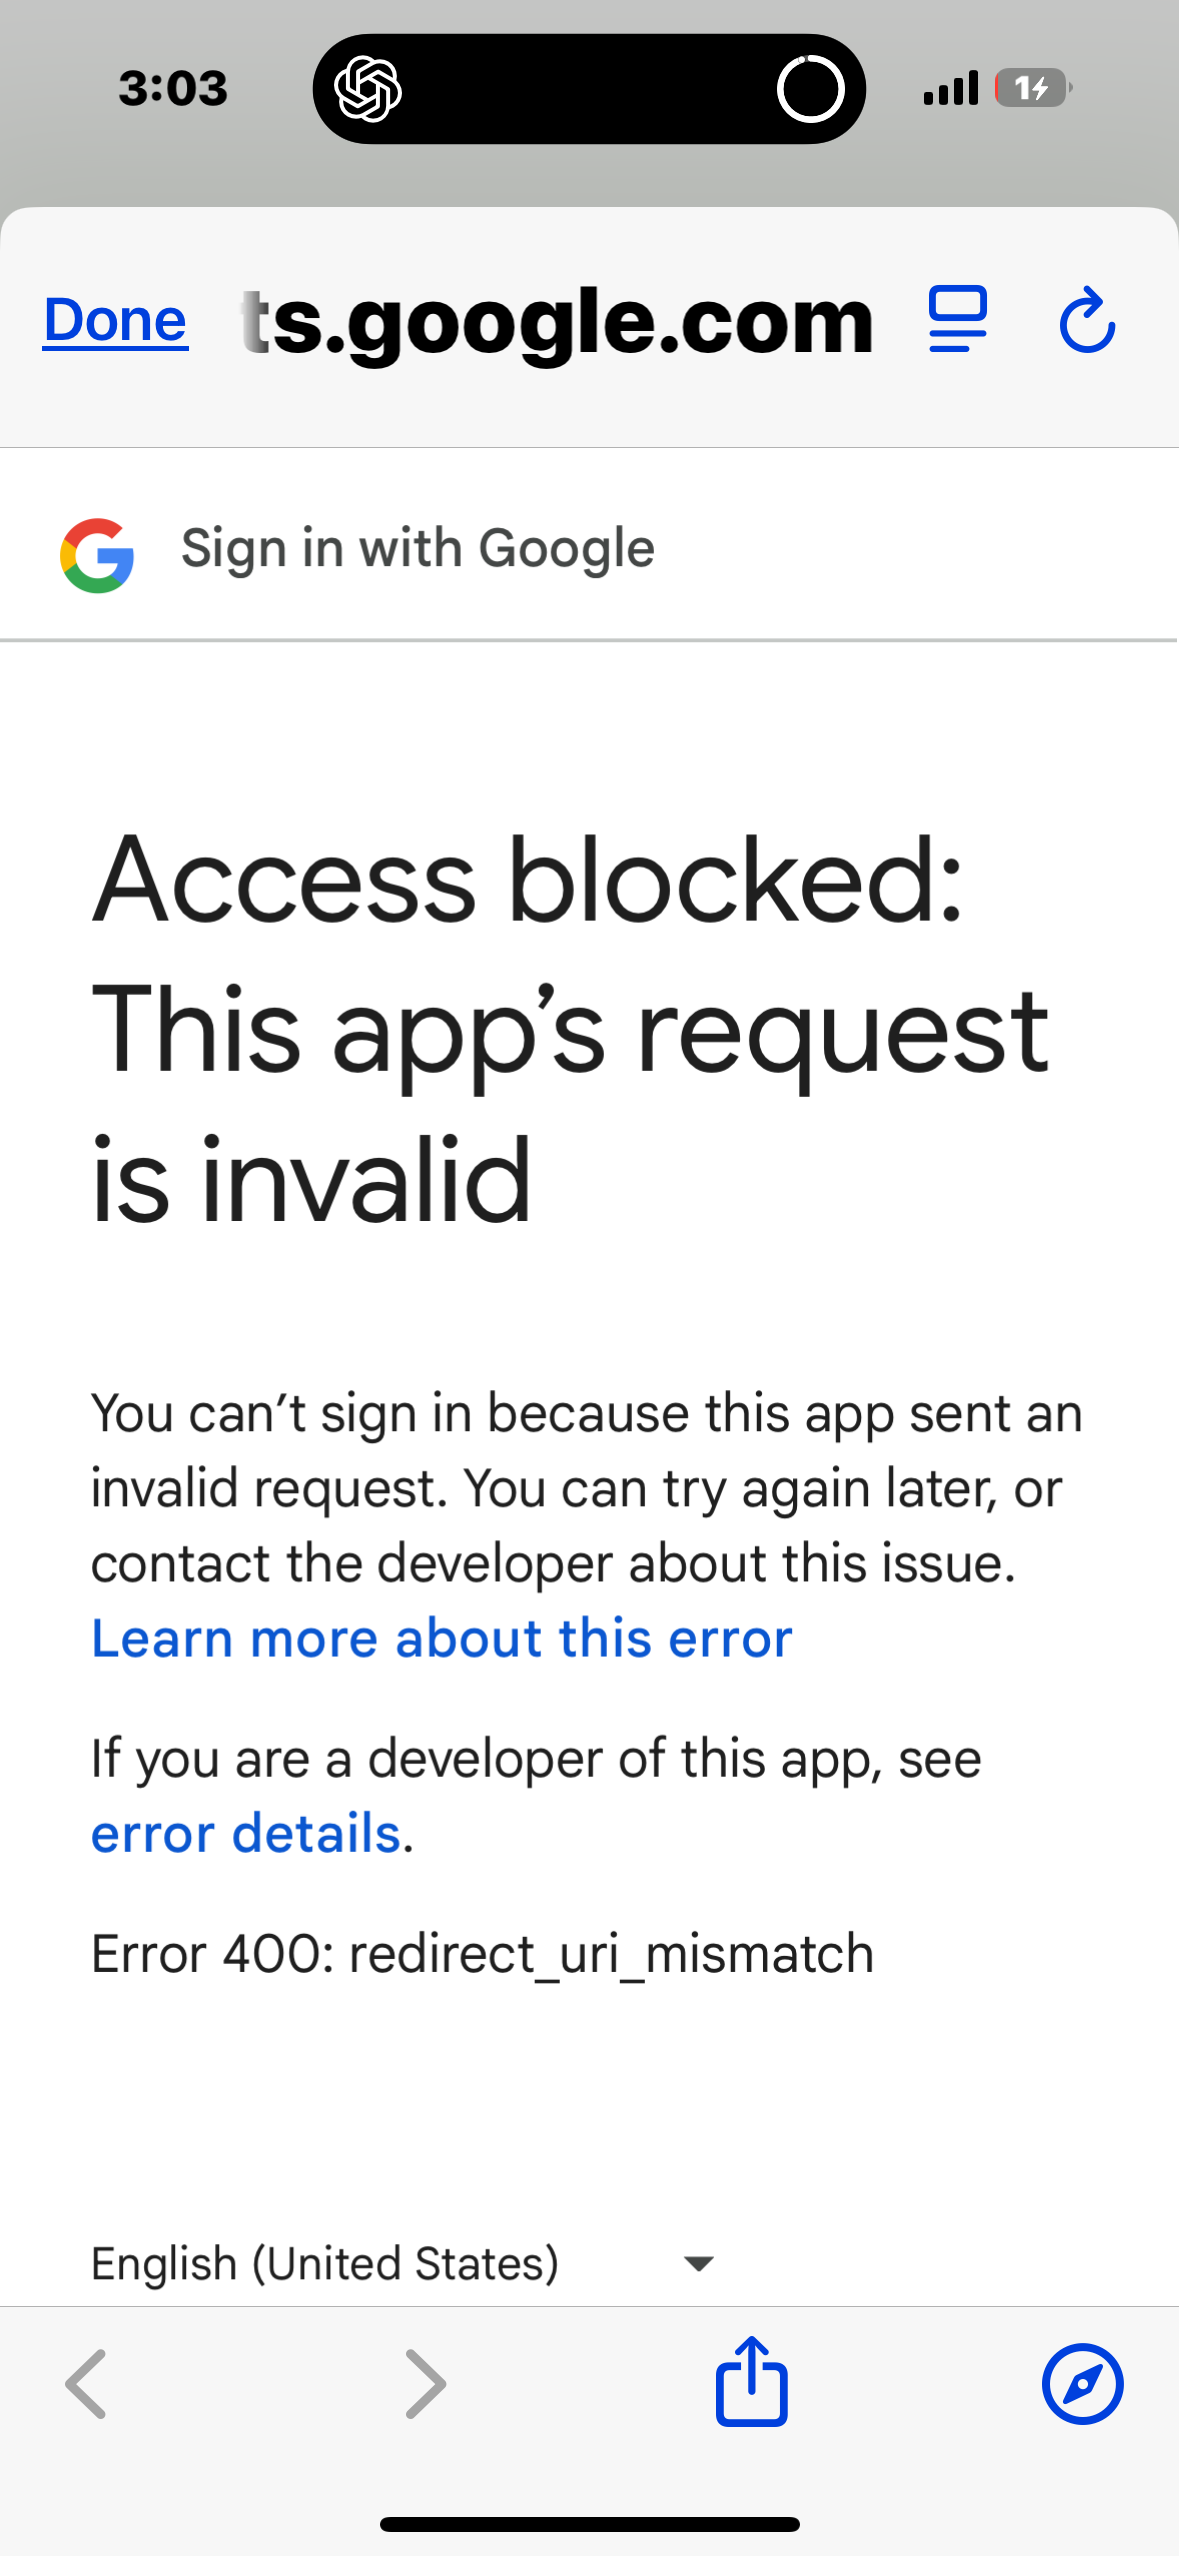 3:03
1
Done
ts.google.com
Sign in with Google
Access blocked:
This app’s request
is invalid
You can’t sign in because this app sent an
invalid request. You can try again later, or
contact the developer about this issue.
Learn more about this error
If you are a developer of this app, see
error details.
Error 400: redirect_uri_mismatch
English (United States)